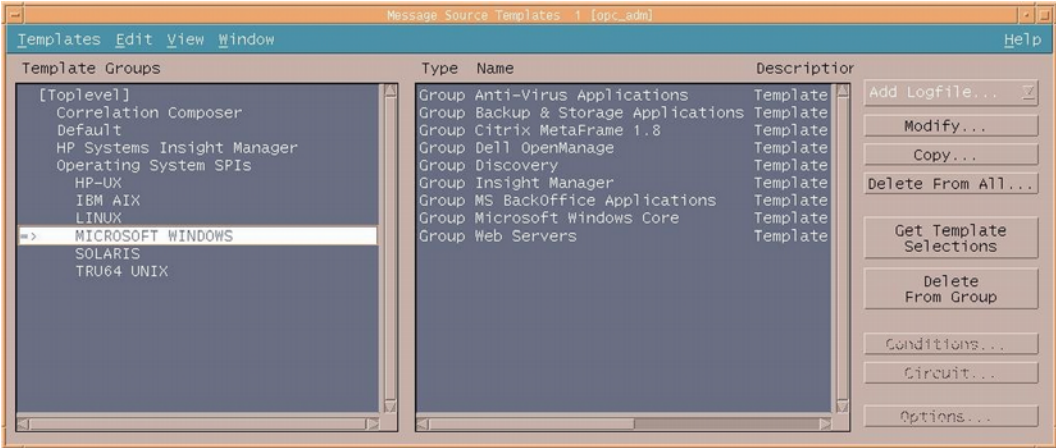 Message Source Templates 1 [opc_adm]
Templates Edit View Window Help
Template Groups
[Toplevel]
Correlation Composer
Default
HP Systems Insight Manager
Operating System SPIs
HP-UX
IBM AIX
LINUX
=> MICROSOFT WINDOWS
SOLARIS
TRU64 UNIX
Type Name Description
Group Anti-Virus Applications Template
Group Backup & Storage Applications Template
Group Citrix MetaFrame 1.8 Template
Group Dell OpenManage Template
Group Discovery Template
Group Insight Manager Template
Group MS BackOffice Applications Template
Group Microsoft Windows Core Template
Group Web Servers Template
Add Logfile...
Modify...
Copy...
Delete From All...
Get Template
Selections
Delete
From Group
Conditions...
Circuit...
Options...